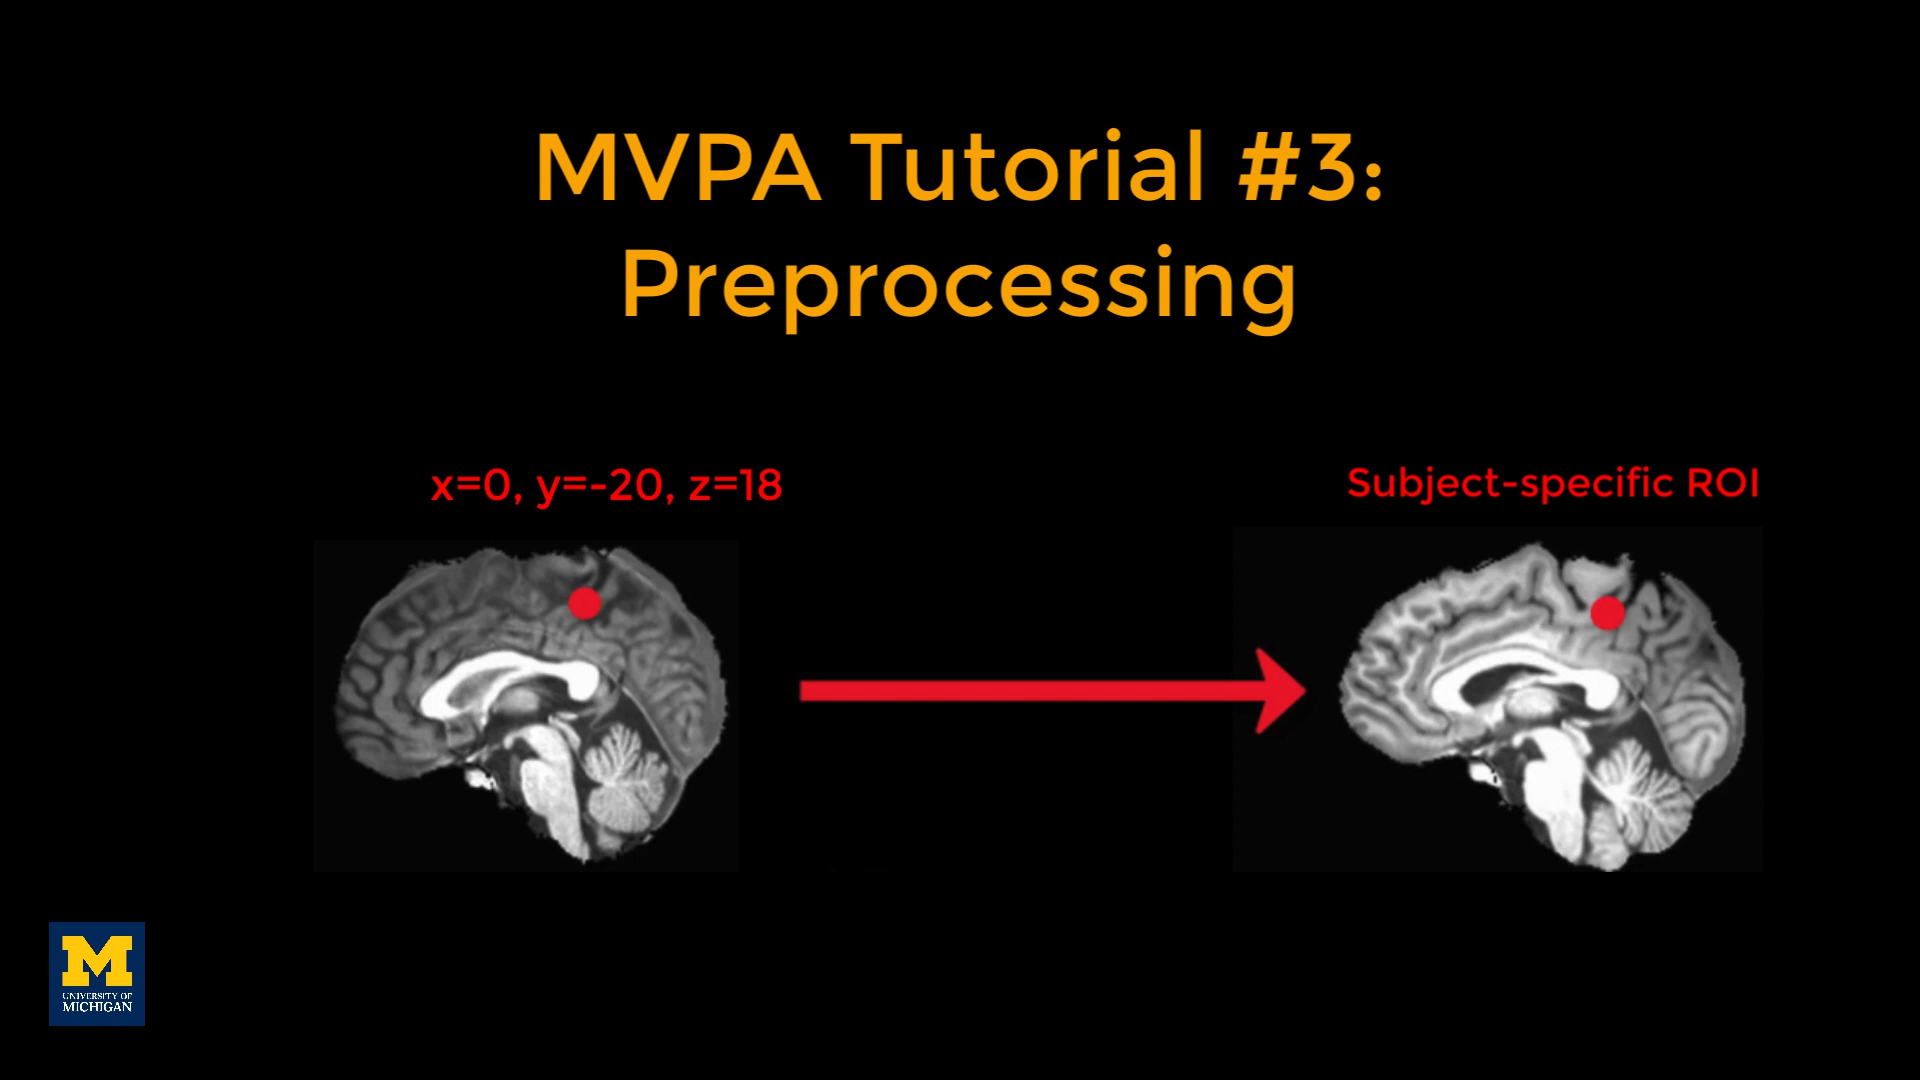 MVPA Tutorial #3:
Preprocessing
x=0, y=-20, z=18
Subject-specific ROI
M
UNIVERSITY OF
MICHIGAN